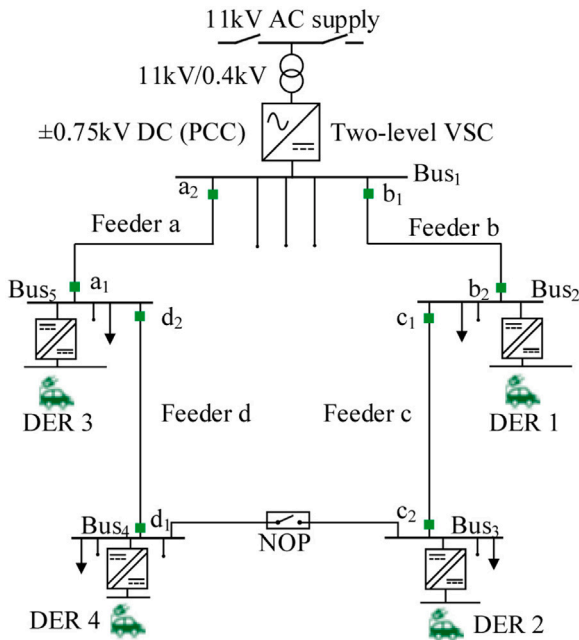 11kV AC supply
11kV/0.4kV
±0.75kV DC (PCC)
Two-level VSC
Bus₁
a₂
b₁
Feeder a
Feeder b
Bus₅
a₁
b₂
Bus₂
d₂
c₁
DER 3
DER 1
Feeder d
Feeder c
Bus₄
d₁
c₂
Bus₃
NOP
DER 4
DER 2